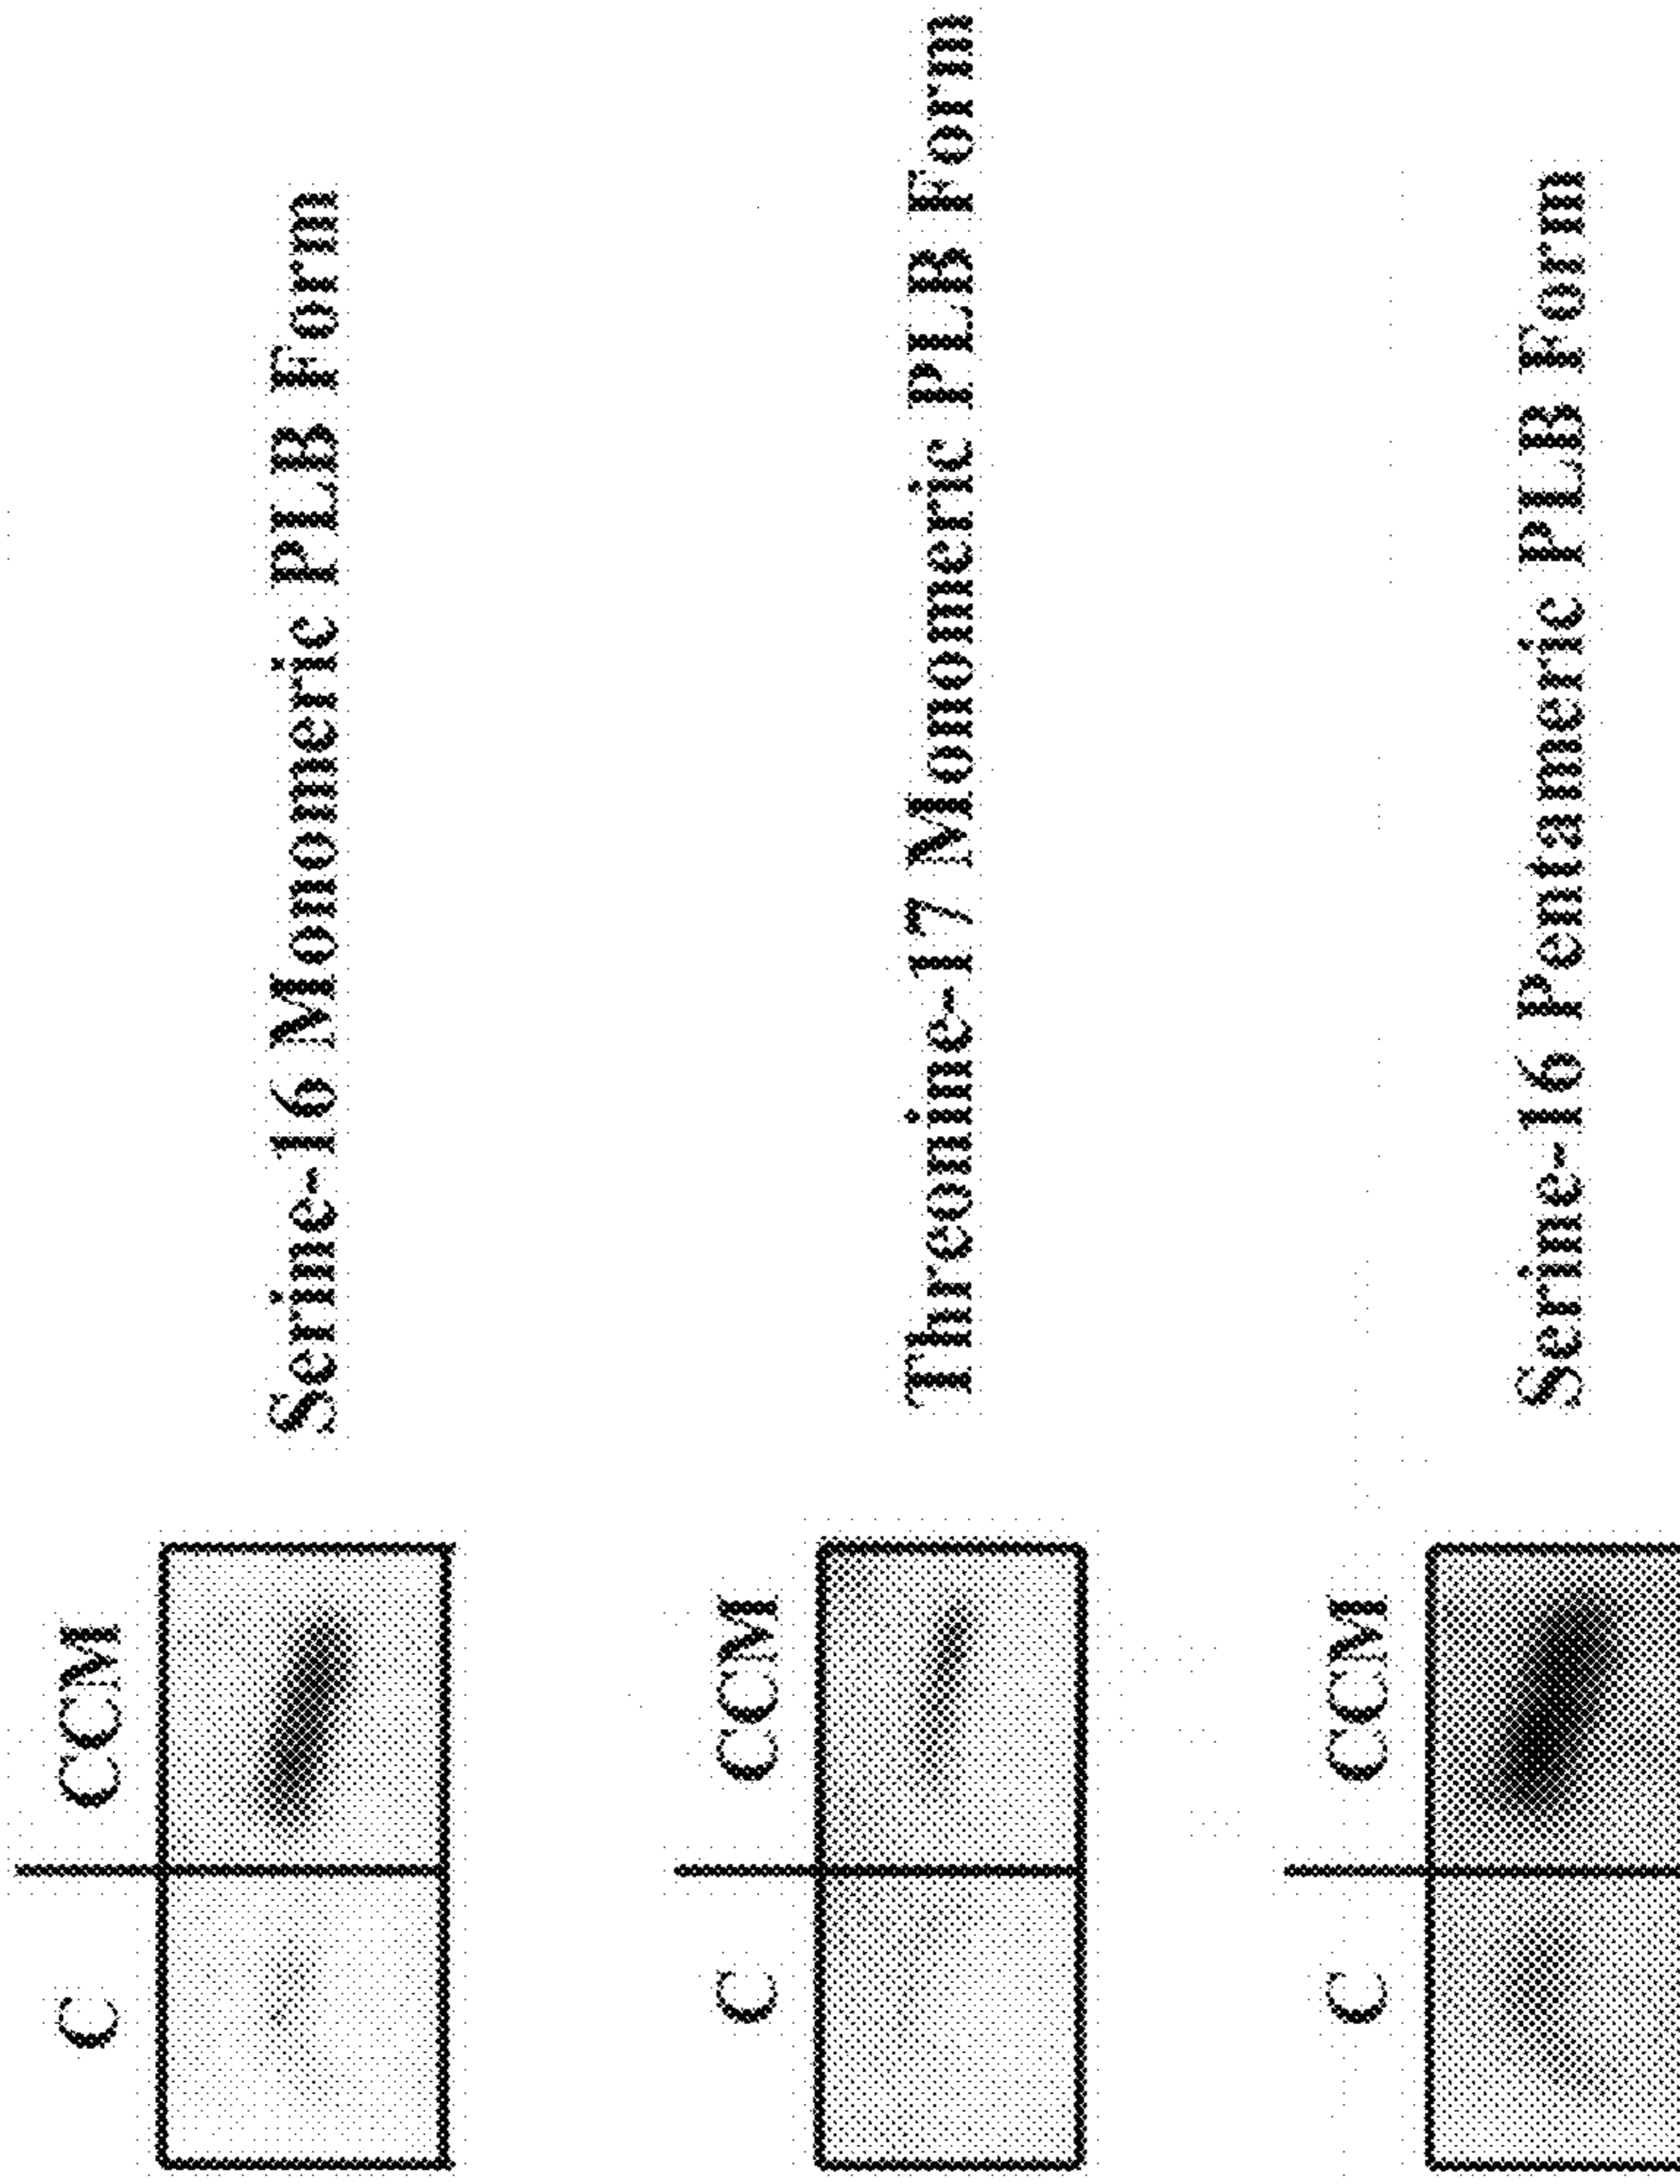 C CCM
Serine-16 Monomeric PLB Form
C CCM
Threonine-17 Monomeric PLB Form
C CCM
Serine-16 Pentameric PLB Form